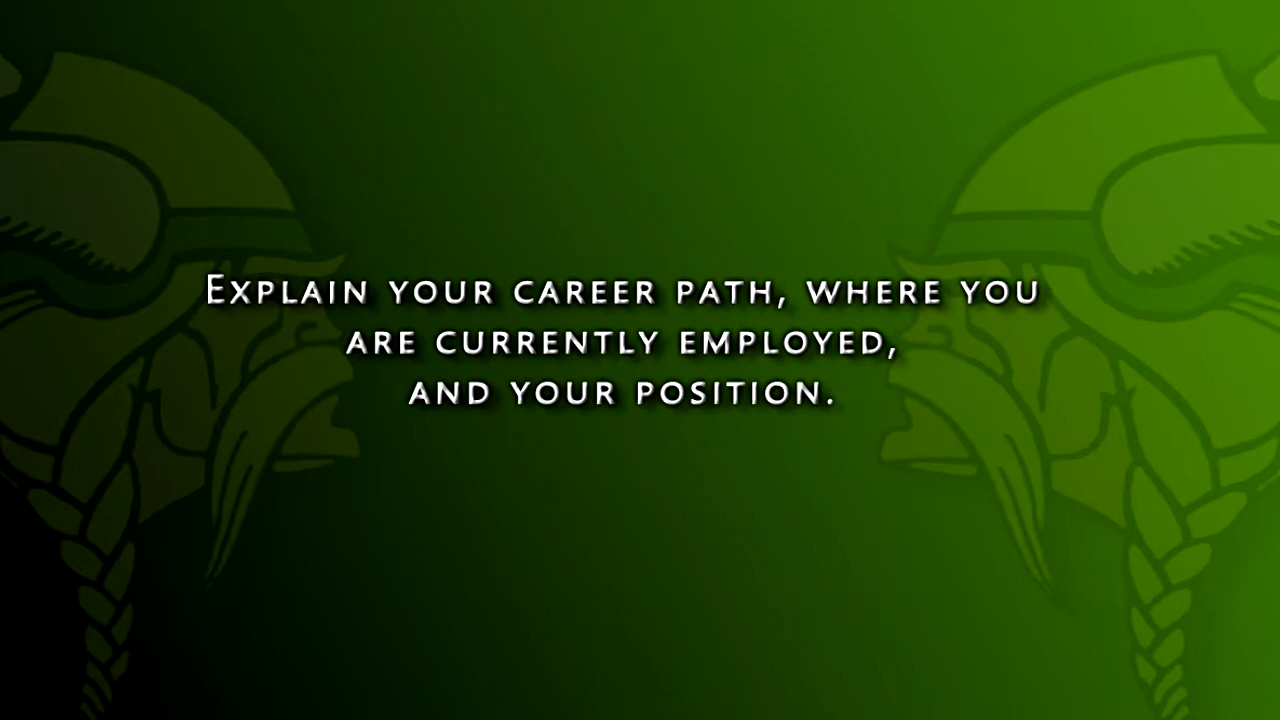 Explain your career path, where you
are currently employed,
and your position.